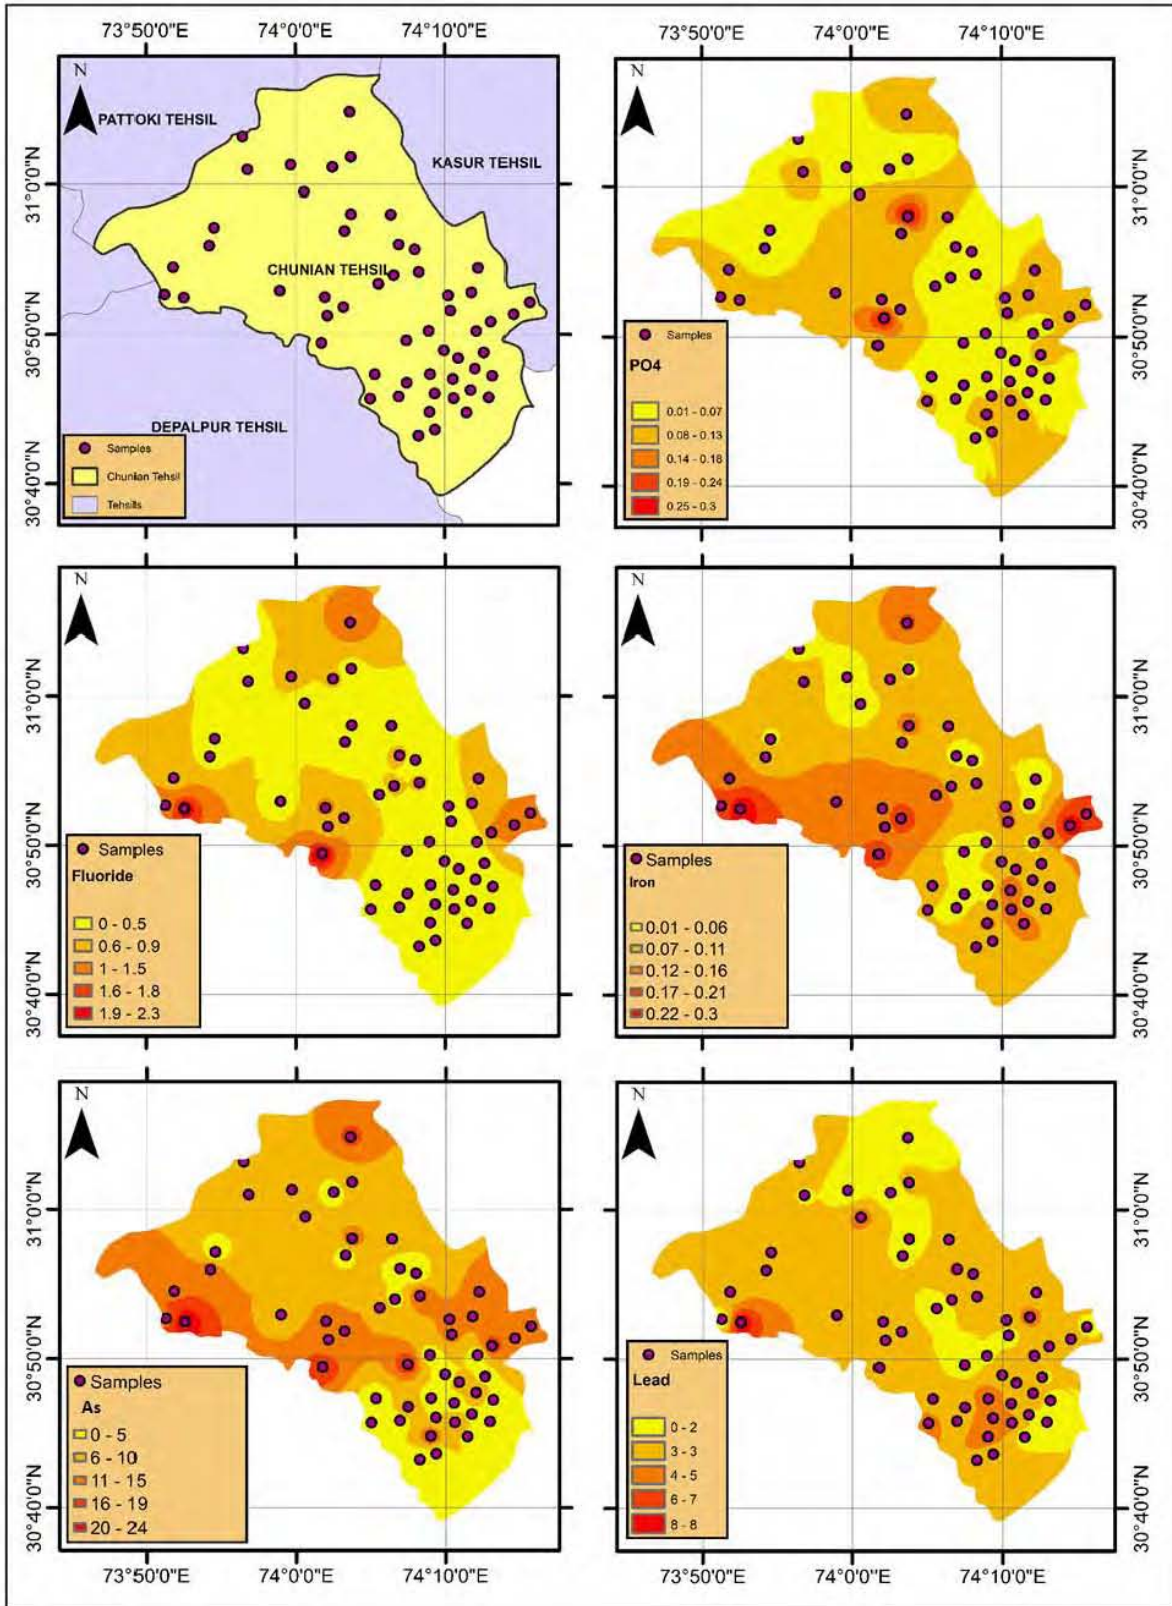 73°50'0"E 74°0'0"E 74°10'0"E
73°50'0"E 74°0'0"E 74°10'0"E
N
PATTOKI TEHSIL
KASUR TEHSIL
CHUNIAN TEHSIL
DEPALPUR TEHSIL
Samples
Chunian Tehsil
Tehsils
31°0'0"N
30°50'0"N
30°40'0"N
N
Samples
PO4
0.01 - 0.07
0.08 - 0.13
0.14 - 0.18
0.19 - 0.24
0.25 - 0.3
31°0'0"N
30°50'0"N
30°40'0"N
N
Samples
Fluoride
0 - 0.5
0.6 - 0.9
1 - 1.5
1.6 - 1.8
1.9 - 2.3
31°0'0"N
30°50'0"N
30°40'0"N
N
Samples
Iron
0.01 - 0.06
0.07 - 0.11
0.12 - 0.16
0.17 - 0.21
0.22 - 0.3
31°0'0"N
30°50'0"N
30°40'0"N
N
Samples
As
0 - 5
6 - 10
11 - 15
16 - 19
20 - 24
31°0'0"N
30°50'0"N
30°40'0"N
N
Samples
Lead
0 - 2
3 - 3
4 - 5
6 - 7
8 - 8
31°0'0"N
30°50'0"N
30°40'0"N
73°50'0"E 74°0'0"E 74°10'0"E
73°50'0"E 74°0'0"E 74°10'0"E